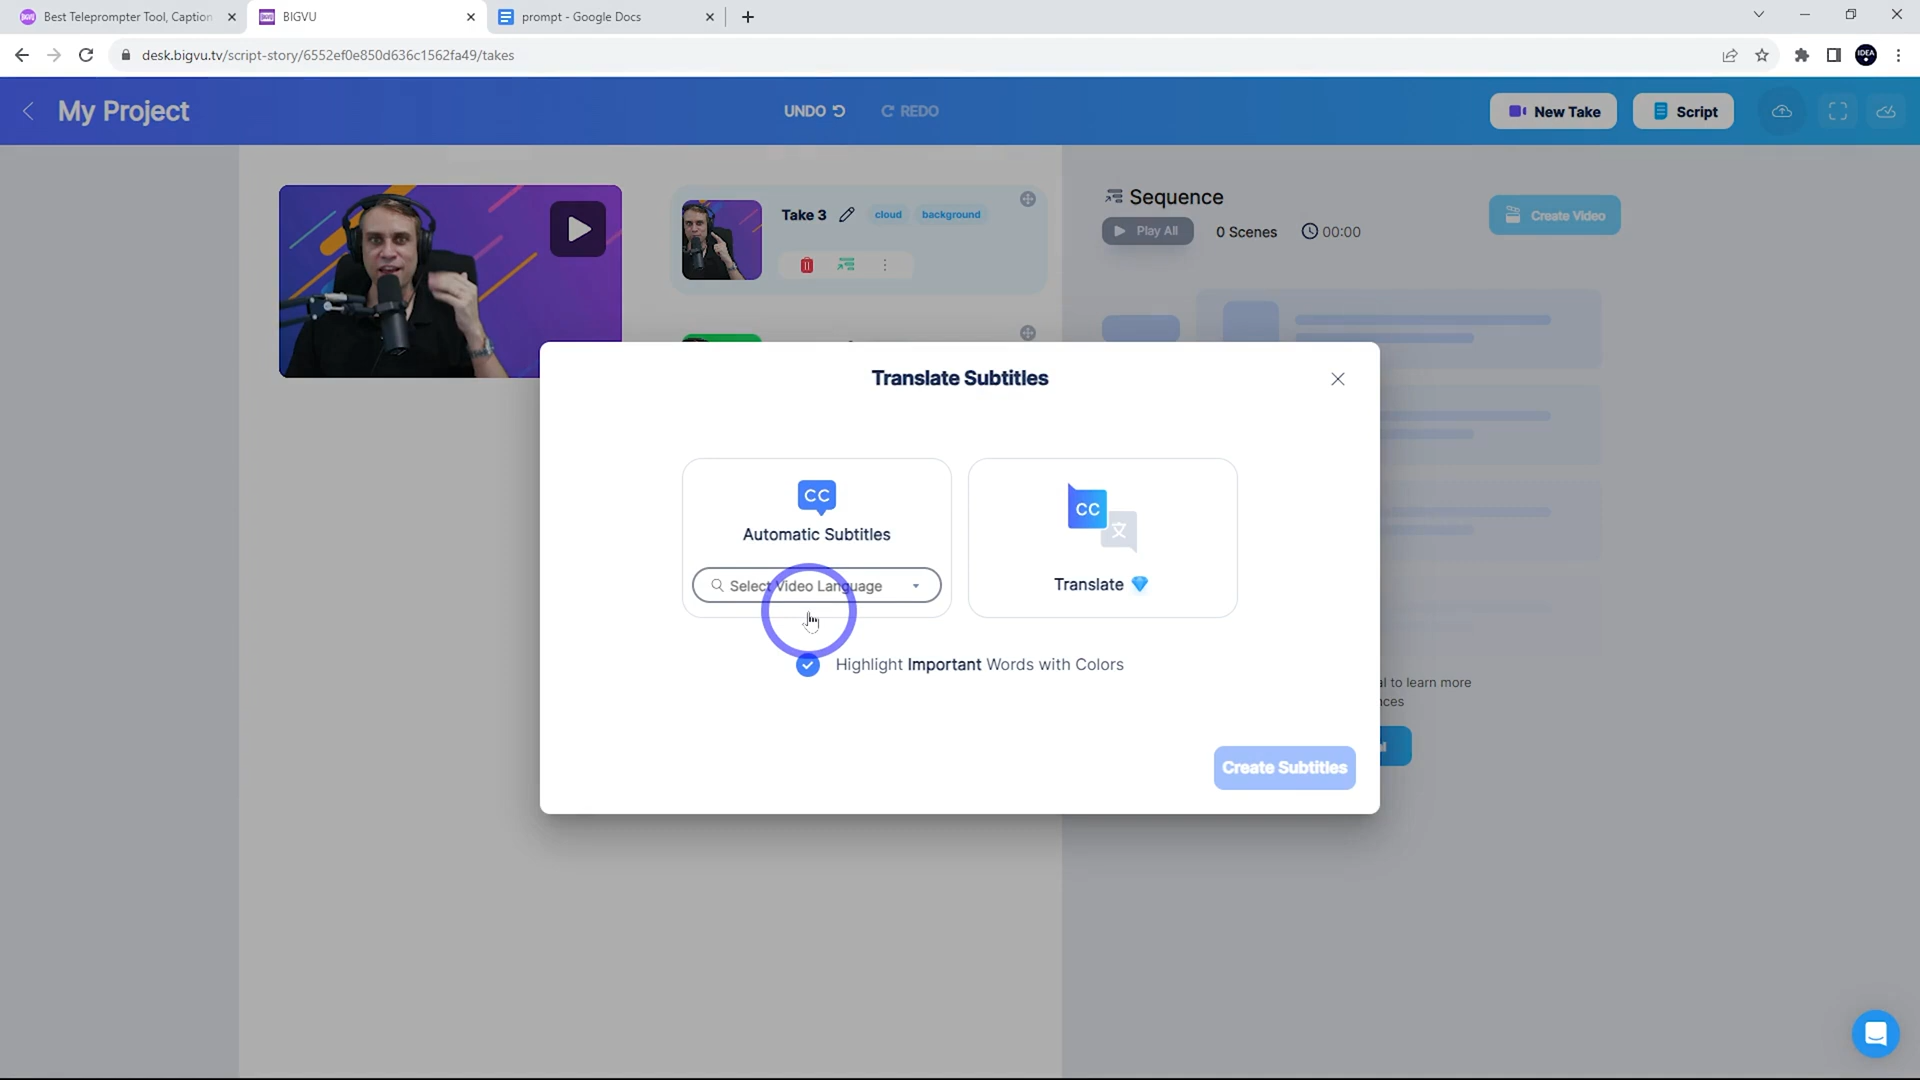 Best Teleprompter Tool, Caption
BIGVU
prompt - Google Docs
desk.bigvu.tv/script-story/6552ef0e850d636c1562fa49/takes
IDEA
My Project
UNDO
REDO
New Take
Script
Take 3
cloud
background
Sequence
Play All
0 Scenes
00:00
Create Video
Translate Subtitles
CC
Automatic Subtitles
Select Video Language
CC
文
Translate
Highlight Important Words with Colors
to learn more
Create Subtitles